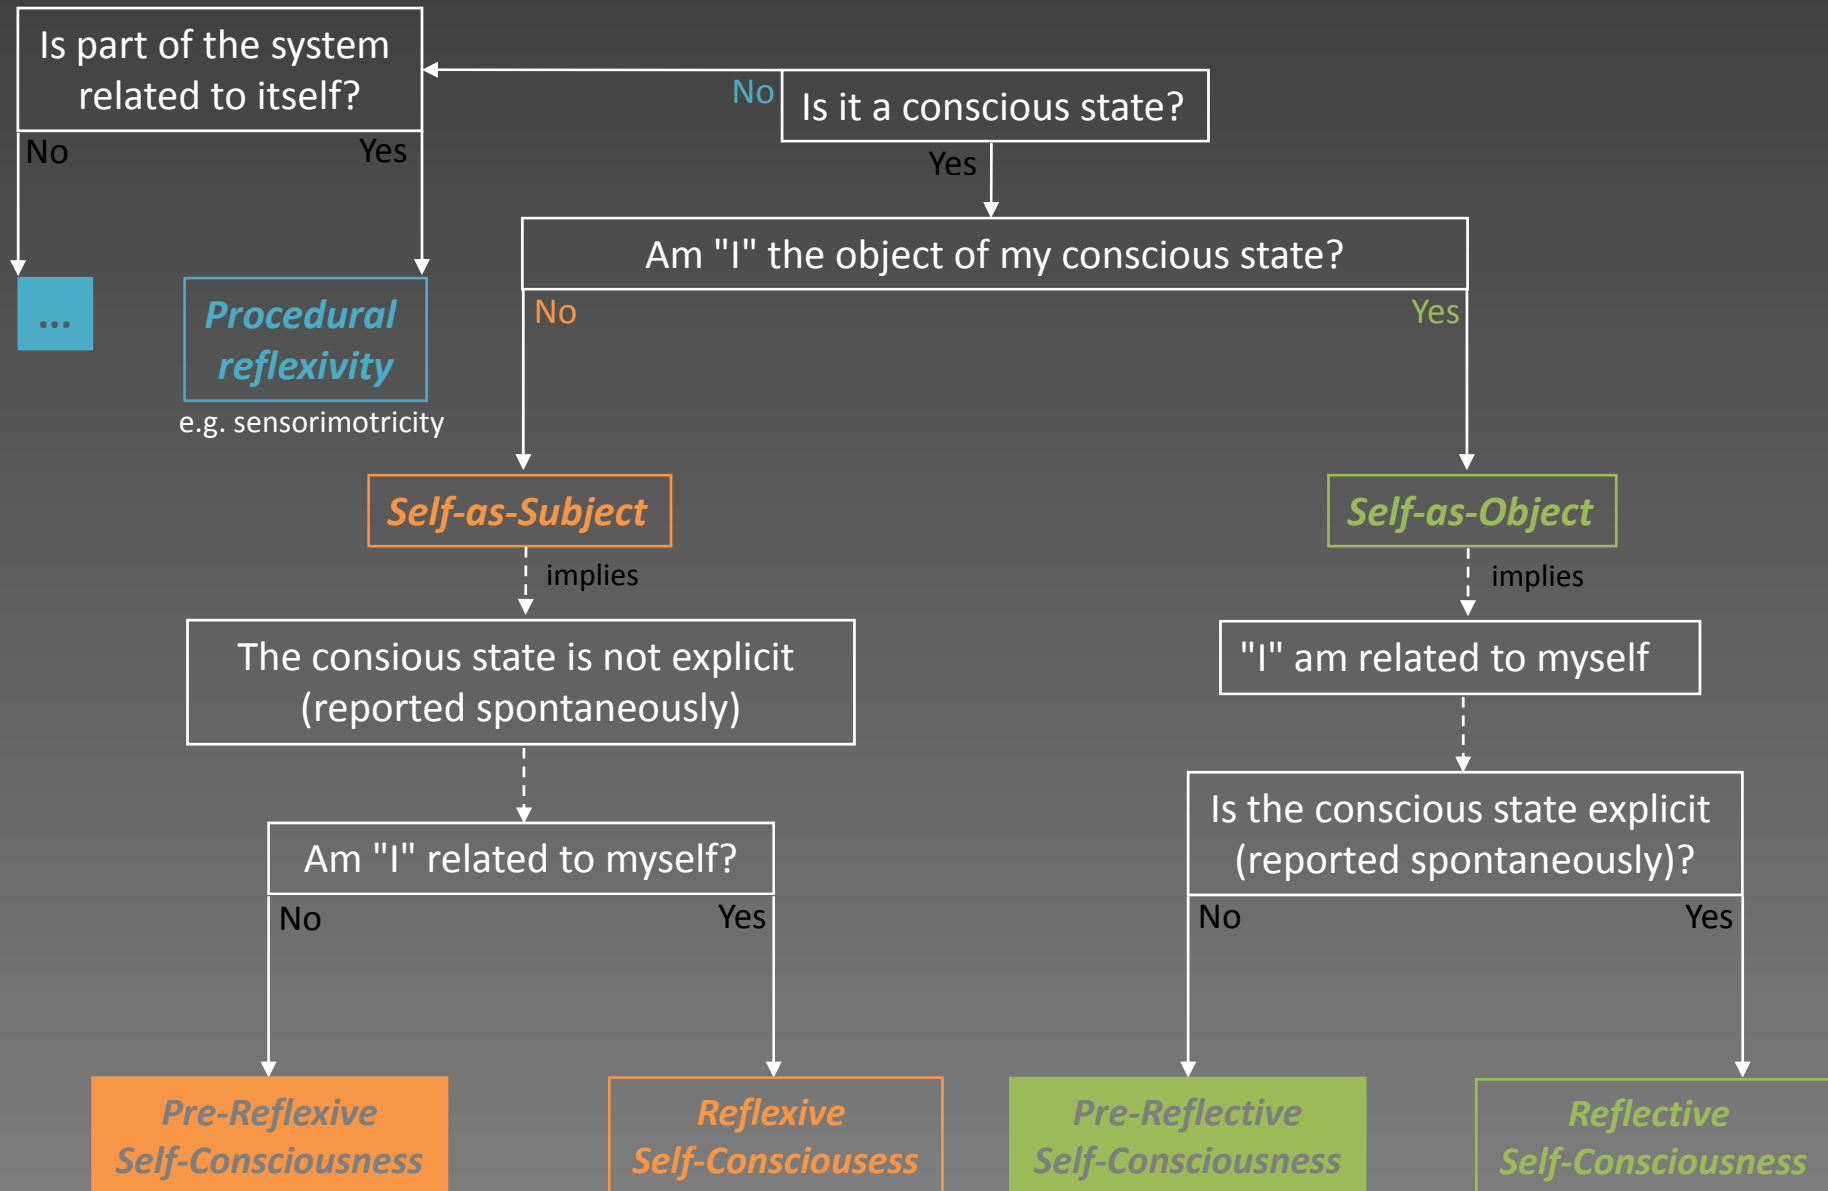 Is part of the system
related to itself?
No
Is it a conscious state?
No
Yes
Yes
Am "I" the object of my conscious state?
No
Yes
...
Procedural
reflexivity
e.g. sensorimotricity
Self-as-Subject
Self-as-Object
implies
implies
The consious state is not explicit
(reported spontaneously)
"I" am related to myself
Am "I" related to myself?
Is the conscious state explicit
(reported spontaneously)?
No
Yes
No
Yes
Pre-Reflexive
Self-Consciousness
Reflexive
Self-Consciousess
Pre-Reflective
Self-Consciousness
Reflective
Self-Consciousness